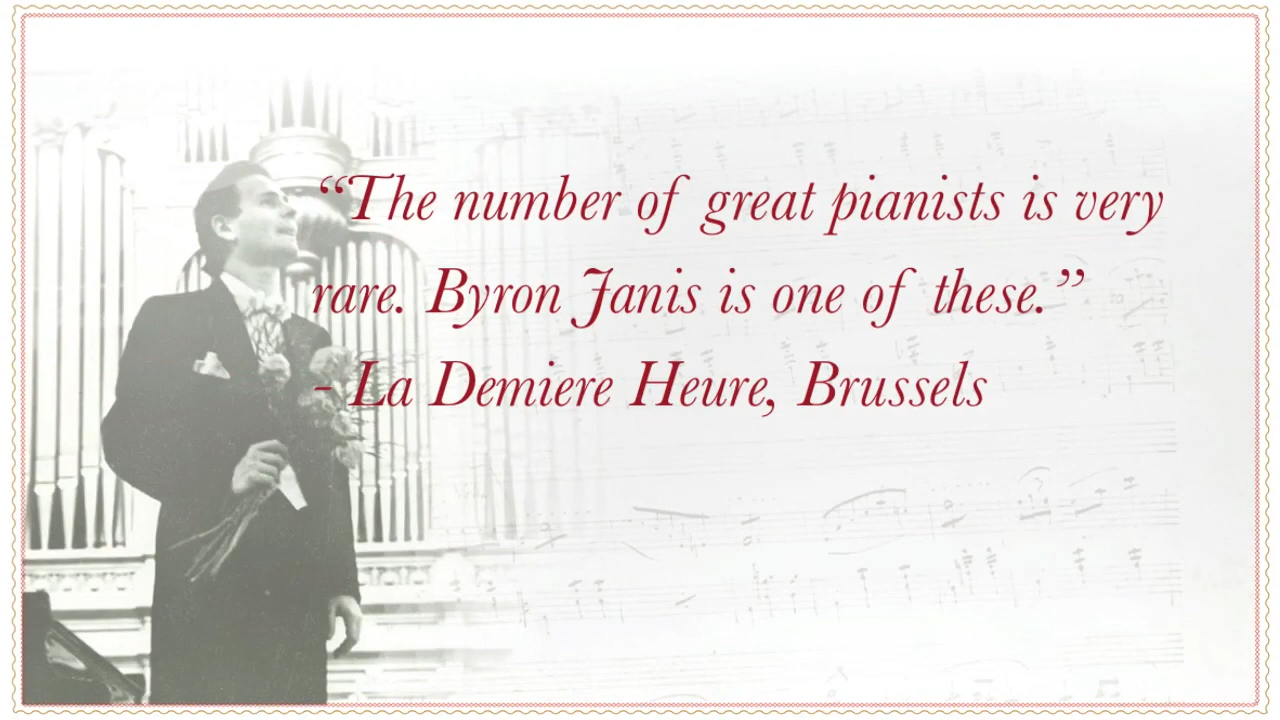 “The number of great pianists is very
rare. Byron Janis is one of these.”
- La Demiere Heure, Brussels